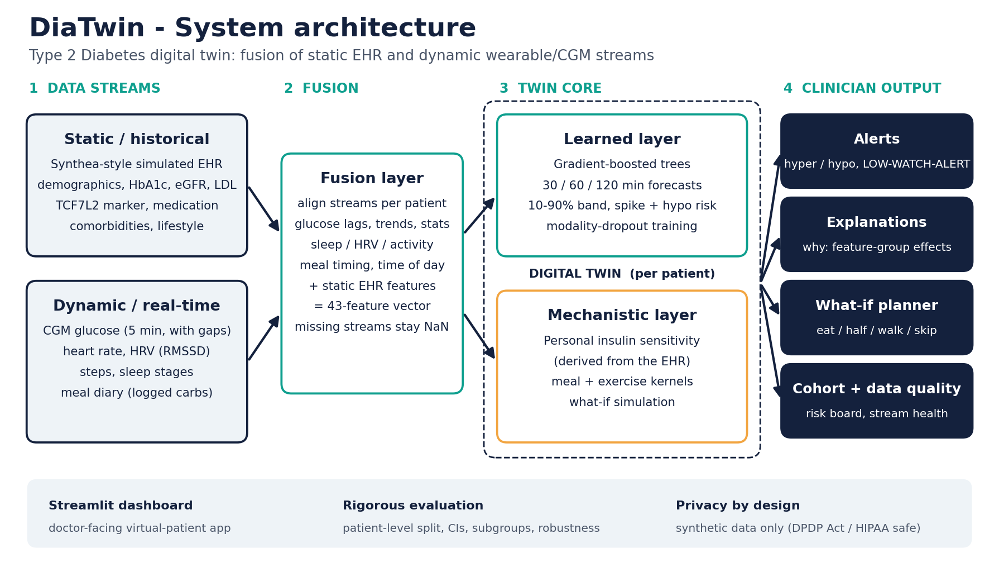 DiaTwin - System architecture
Type 2 Diabetes digital twin: fusion of static EHR and dynamic wearable/CGM streams
1 DATA STREAMS
Static / historical
Synthea-style simulated EHR
demographics, HbA1c, eGFR, LDL
TCF7L2 marker, medication
comorbidities, lifestyle
Dynamic / real-time
CGM glucose (5 min, with gaps)
heart rate, HRV (RMSSD)
steps, sleep stages
meal diary (logged carbs)
2 FUSION
Fusion layer
align streams per patient
glucose lags, trends, stats
sleep / HRV / activity
meal timing, time of day
+ static EHR features
= 43-feature vector
missing streams stay NaN
3 TWIN CORE
Learned layer
Gradient-boosted trees
30 / 60 / 120 min forecasts
10-90% band, spike + hypo risk
modality-dropout training
DIGITAL TWIN (per patient)
Mechanistic layer
Personal insulin sensitivity
(derived from the EHR)
meal + exercise kernels
what-if simulation
4 CLINICIAN OUTPUT
Alerts
hyper / hypo, LOW-WATCH-ALERT
Explanations
why: feature-group effects
What-if planner
eat / half / walk / skip
Cohort + data quality
risk board, stream health
Streamlit dashboard
doctor-facing virtual-patient app
Rigorous evaluation
patient-level split, CIs, subgroups, robustness
Privacy by design
synthetic data only (DPDP Act / HIPAA safe)